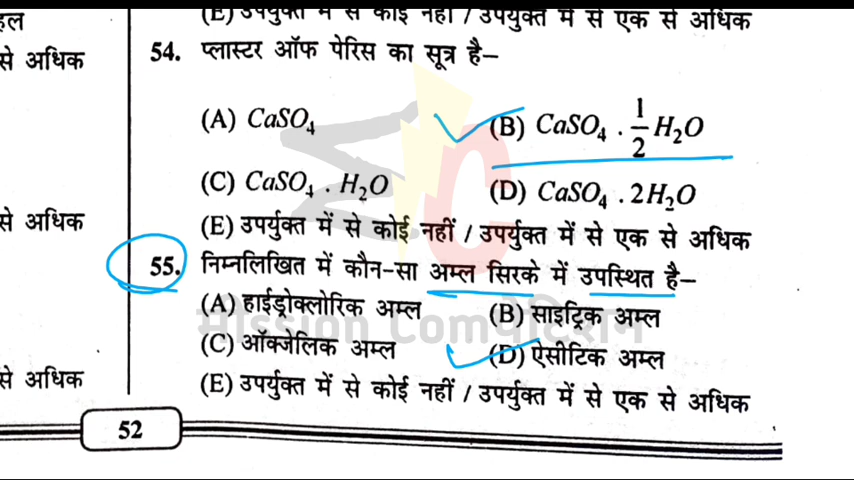 (E) उपर्युक्त में से कोई नहीं / उपर्युक्त में से एक से अधिक
से अधिक
54. प्लास्टर ऑफ पेरिस का सूत्र है–
(A) CaSO₄
(B) CaSO₄ . 1/2 H₂O
(C) CaSO₄ . H₂O
(D) CaSO₄ . 2H₂O
से अधिक
(E) उपर्युक्त में से कोई नहीं / उपर्युक्त में से एक से अधिक
55. निम्नलिखित में कौन-सा अम्ल सिरके में उपस्थित है–
(A) हाईड्रोक्लोरिक अम्ल
(B) साइट्रिक अम्ल
(C) ऑक्जेलिक अम्ल
(D) ऐसीटिक अम्ल
से अधिक
(E) उपर्युक्त में से कोई नहीं / उपर्युक्त में से एक से अधिक
52